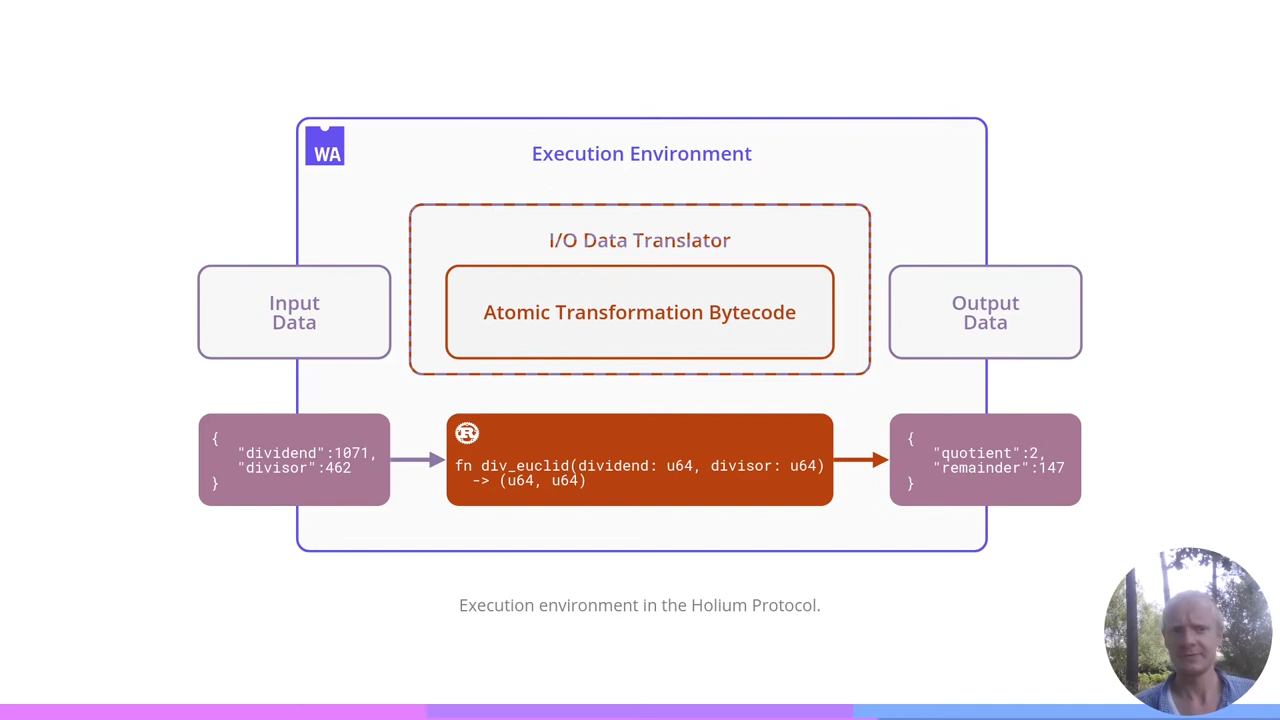 WA
Execution Environment
I/O Data Translator
Input
Data
Atomic Transformation Bytecode
Output
Data
{
"dividend":1071,
"divisor":462
}
R
fn div_euclid(dividend: u64, divisor: u64)
-> (u64, u64)
{
"quotient":2,
"remainder":147
}
Execution environment in the Holium Protocol.